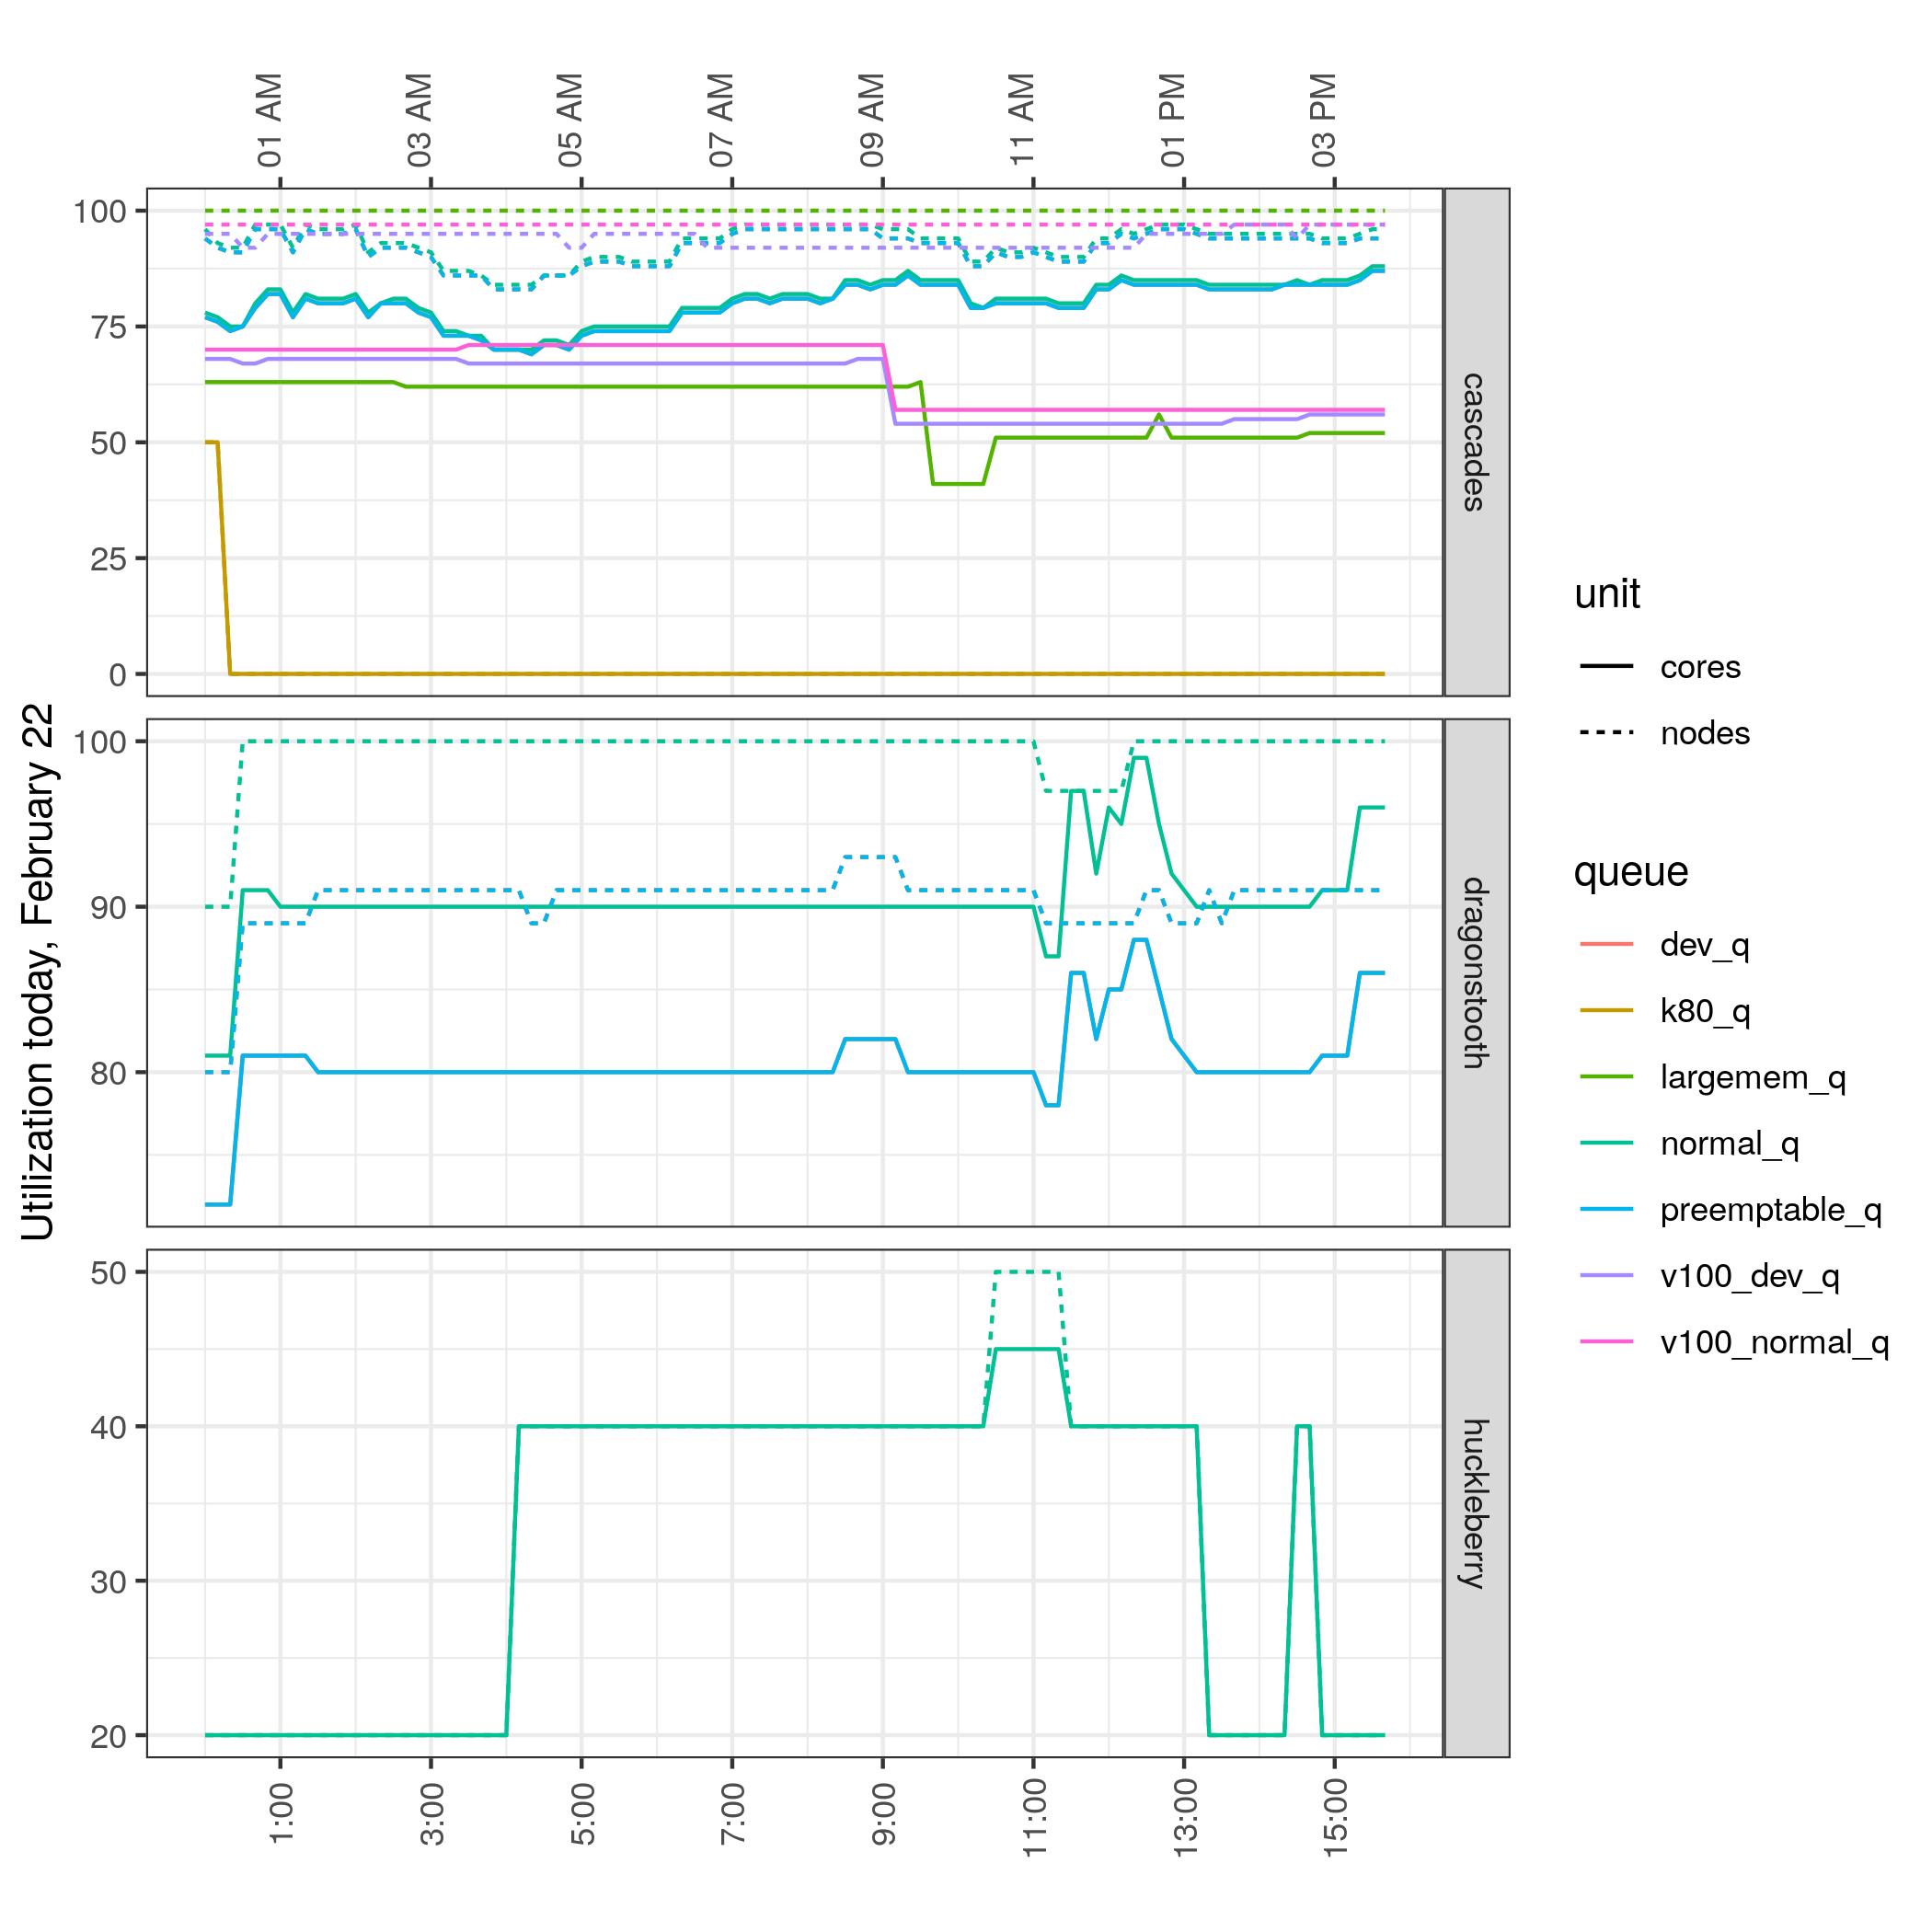 01 AM
03 AM
05 AM
07 AM
09 AM
11 AM
01 PM
03 PM
Utilization today, February 22
100
75
50
25
0
cascades
100
90
80
dragonstooth
50
40
30
20
huckleberry
1:00
3:00
5:00
7:00
9:00
11:00
13:00
15:00
unit
cores
nodes
queue
dev_q
k80_q
largemem_q
normal_q
preemptable_q
v100_dev_q
v100_normal_q